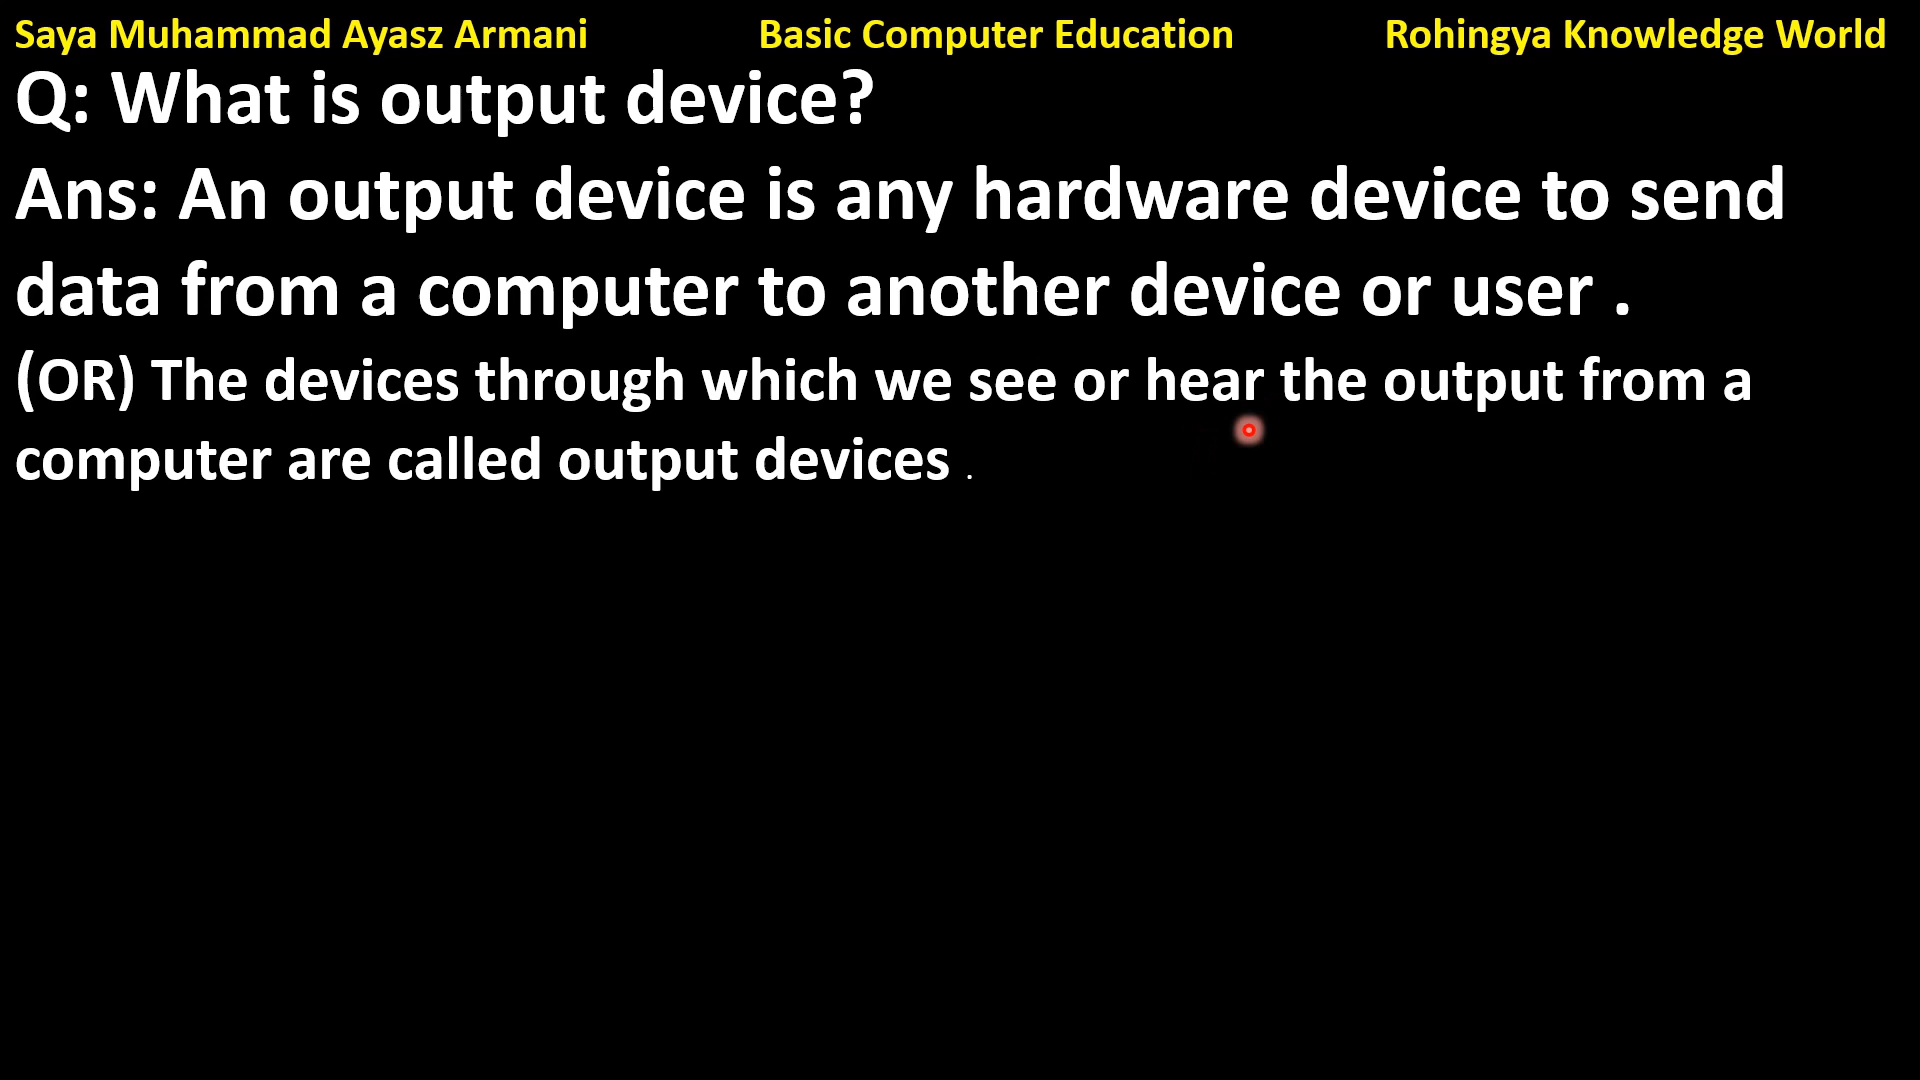 Saya Muhammad Ayasz Armani Basic Computer Education Rohingya Knowledge World
Q: What is output device?
Ans: An output device is any hardware device to send
data from a computer to another device or user .
(OR) The devices through which we see or hear the output from a
computer are called output devices .